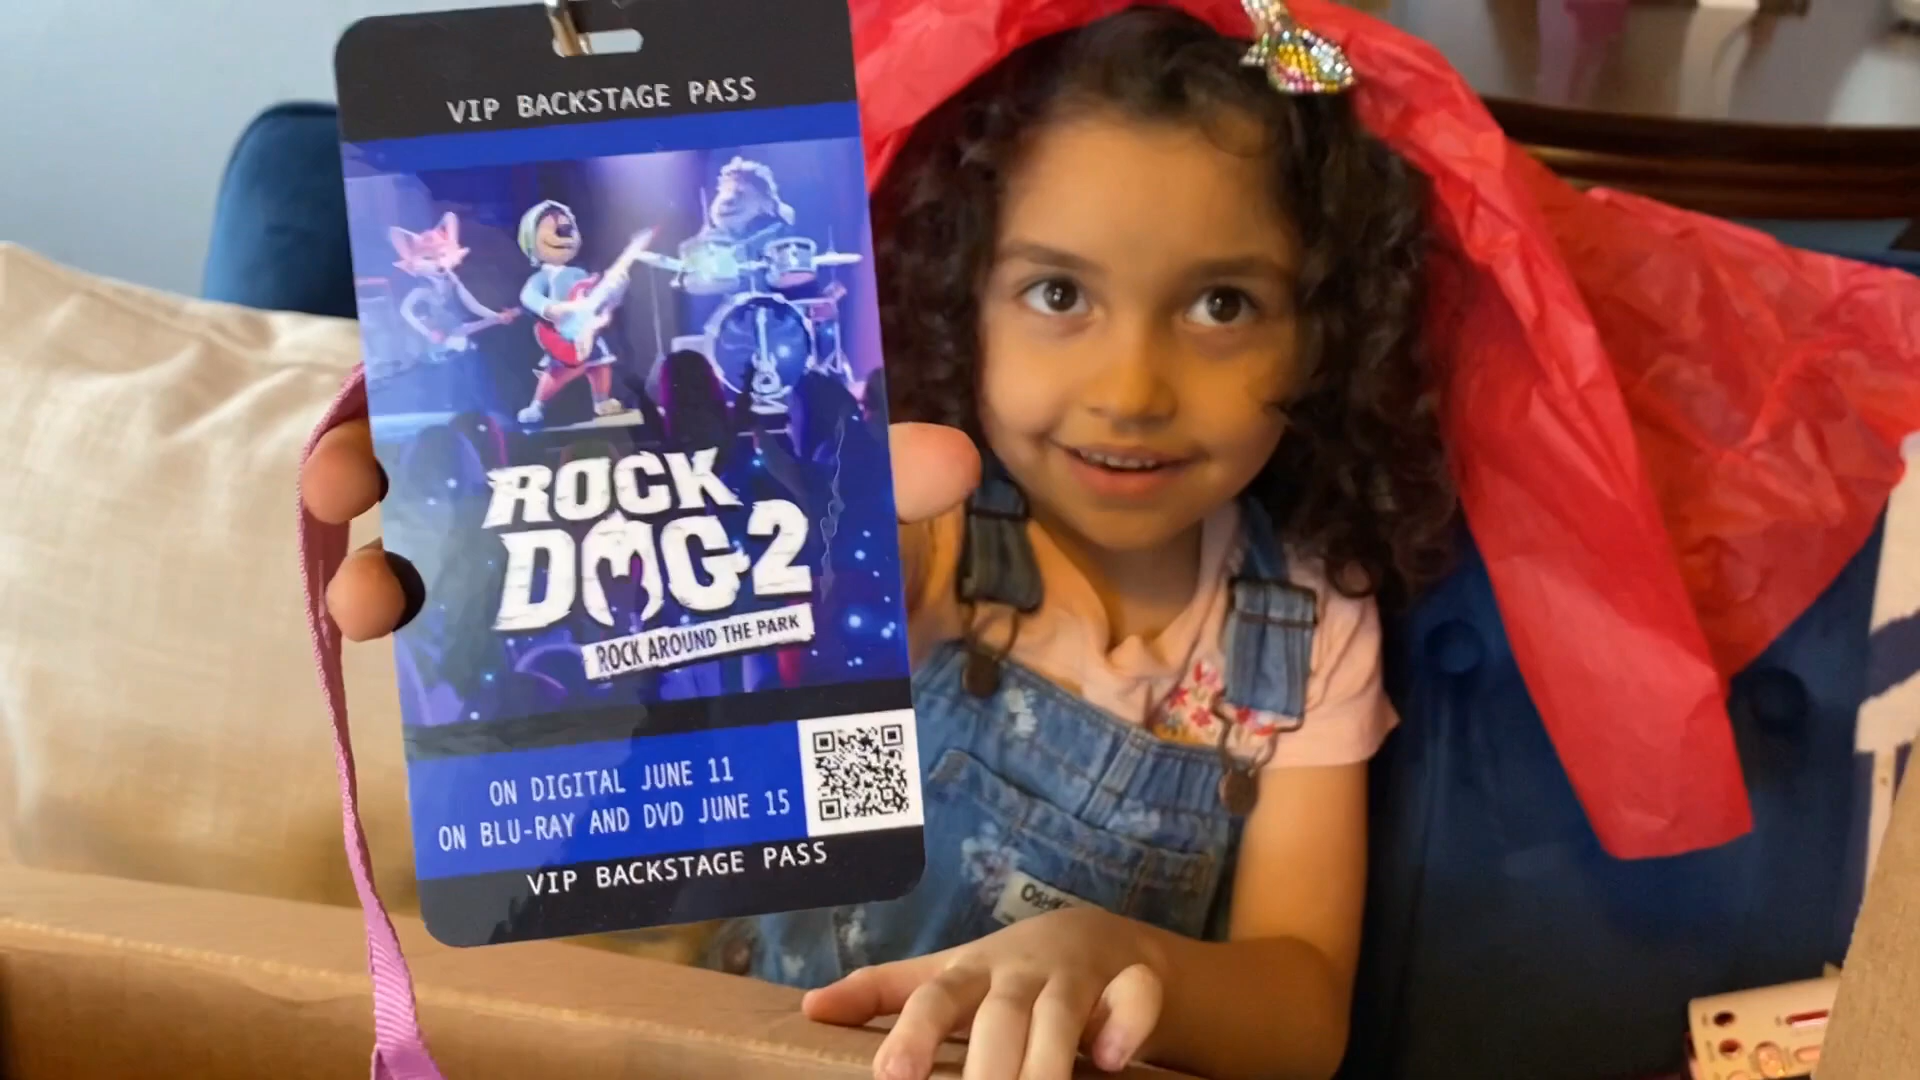 VIP BACKSTAGE PASS
ROCK
DOG 2
ROCK AROUND THE PARK
ON DIGITAL JUNE 11
ON BLU-RAY AND DVD JUNE 15
VIP BACKSTAGE PASS